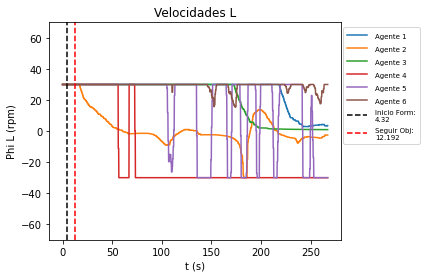 Velocidades L
Phi L (rpm)
60
40
20
0
−20
−40
−60
0
50
100
150
200
250
t (s)
Agente 1
Agente 2
Agente 3
Agente 4
Agente 5
Agente 6
Inicio Form:
4.32
Seguir Obj:
12.192